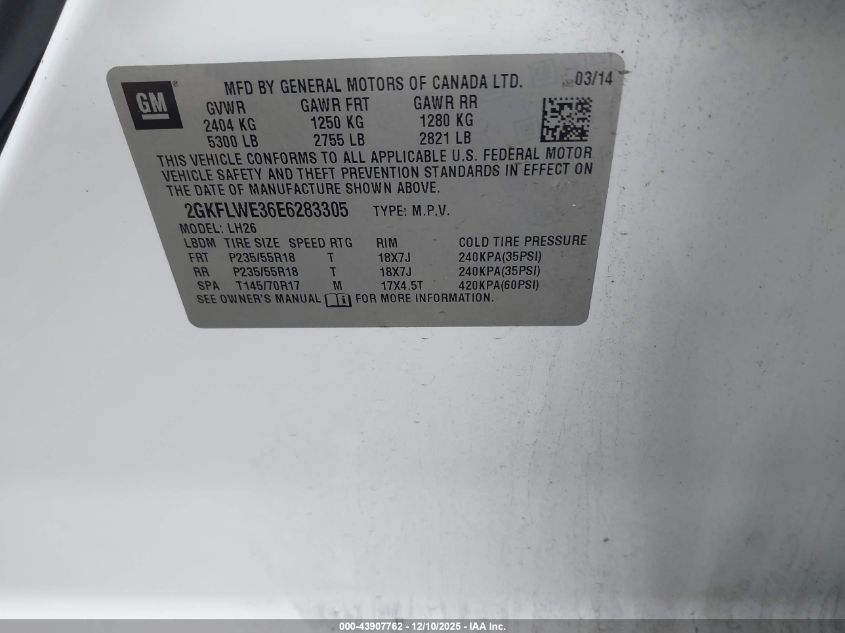 GM
MFD BY GENERAL MOTORS OF CANADA LTD.
03/14
GVWR GAWR FRT GAWR RR
2404 KG 1250 KG 1280 KG
5300 LB 2755 LB 2821 LB
THIS VEHICLE CONFORMS TO ALL APPLICABLE U.S. FEDERAL MOTOR
VEHICLE SAFETY AND THEFT PREVENTION STANDARDS IN EFFECT ON
THE DATE OF MANUFACTURE SHOWN ABOVE.
2GKFLWE36E6283305 TYPE: M.P.V.
MODEL: LH26
LBDM TIRE SIZE SPEED RTG RIM COLD TIRE PRESSURE
FRT P235/55R18 T 18X7J 240KPA(35PSI)
RR P235/55R18 T 18X7J 240KPA(35PSI)
SPA T145/70R17 M 17X4.5T 420KPA(60PSI)
SEE OWNER'S MANUAL FOR MORE INFORMATION.
000-43907762 - 12/10/2025 - IAA Inc.